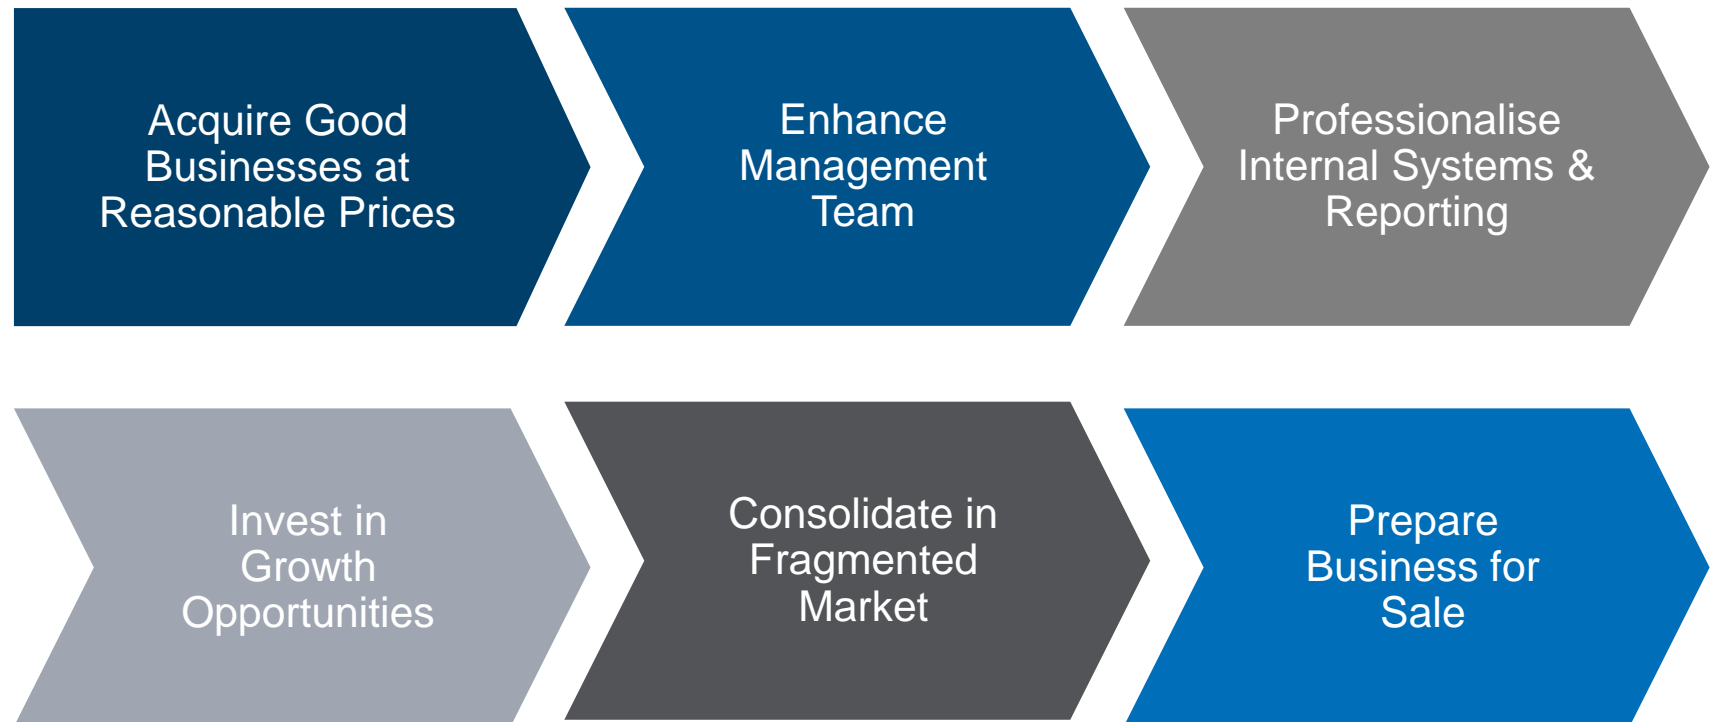 Acquire Good
Businesses at
Reasonable Prices
Enhance
Management
Team
Professionalise
Internal Systems &
Reporting
Invest in
Growth
Opportunities
Consolidate in
Fragmented
Market
Prepare
Business for
Sale